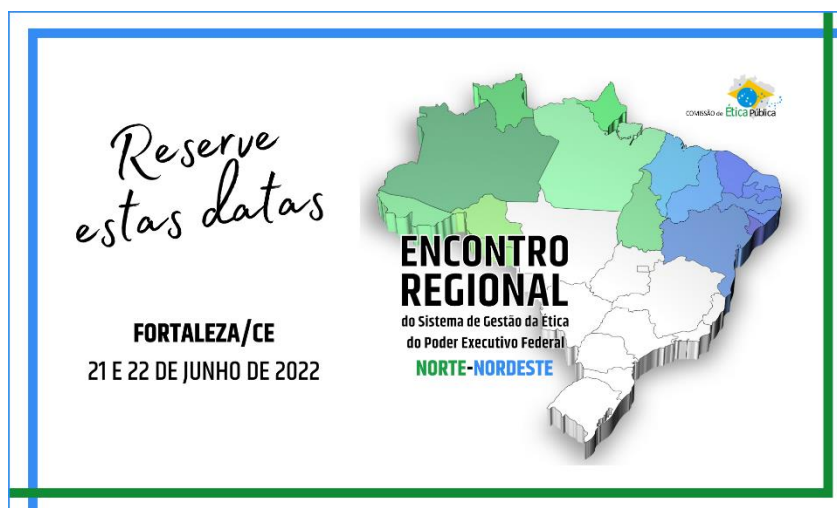 Reserve
estas datas
FORTALEZA/CE
21 E 22 DE JUNHO DE 2022
COMISSÃO de Ética Pública
ENCONTRO
REGIONAL
do Sistema de Gestão da Ética
do Poder Executivo Federal
NORTE-NORDESTE